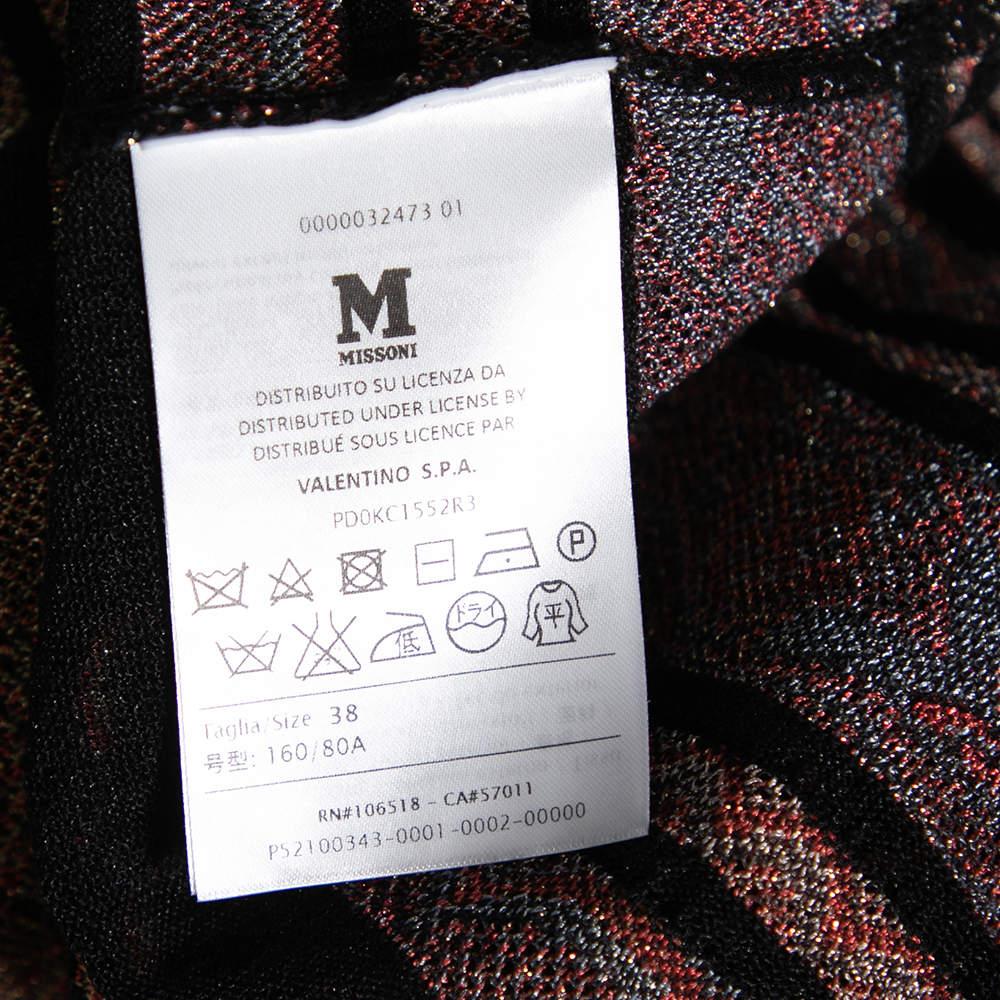 0000032473 01
M
MISSONI
DISTRIBUITO SU LICENZA DA
DISTRIBUTED UNDER LICENSE BY
DISTRIBUÉ SOUS LICENCE PAR
VALENTINO S.P.A.
PD0KC1552R3
P
低 ドライ 平
Taglia/Size 38
号型: 160/80A
RN#106518 - CA#57011
P52100343-0001-0002-00000